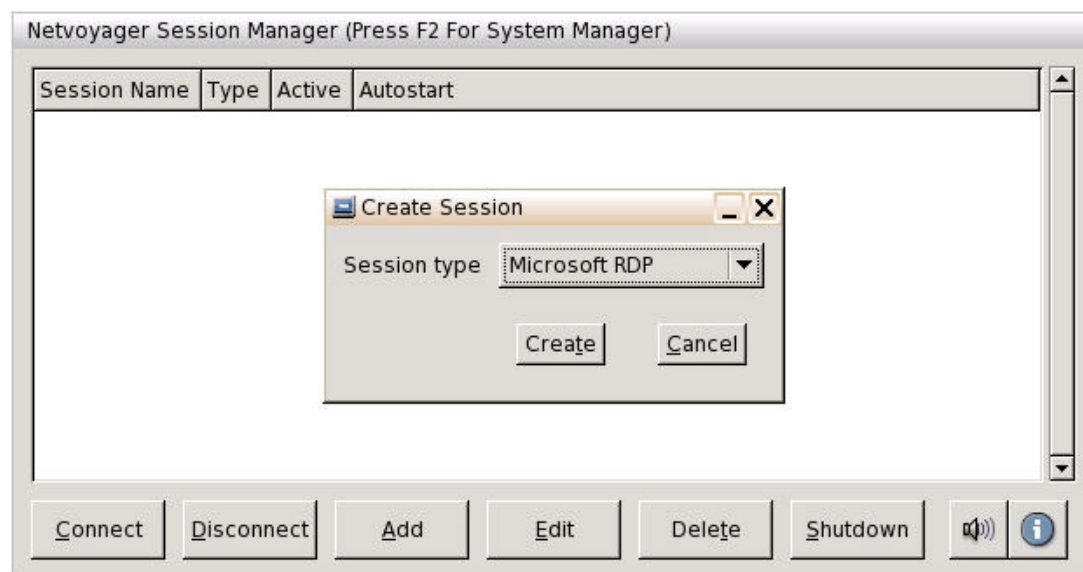 Netvoyager Session Manager (Press F2 For System Manager)
Session Name Type Active Autostart
Create Session
Session type Microsoft RDP
Create Cancel
Connect Disconnect Add Edit Delete Shutdown